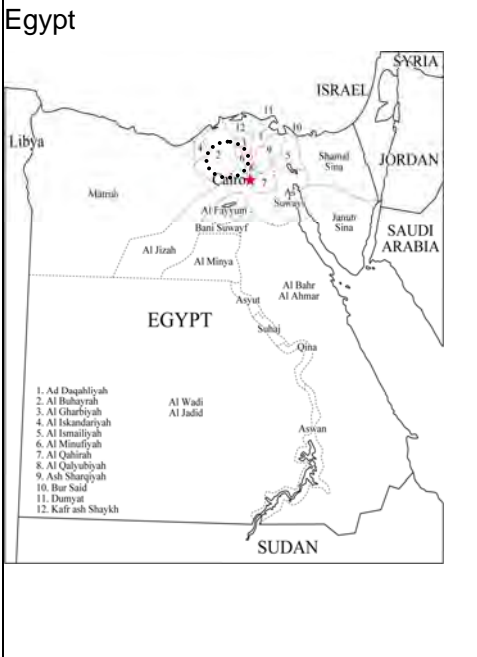 Egypt
SYRIA
ISRAEL
11
12
1
10
Libya
4
2
9
3
6
5
Shamal
Sina
JORDAN
Cairo
7
Matruh
As
Suways
Al Fayyum
Janub
Sina
Bani Suwayf
SAUDI
ARABIA
Al Jizah
Al Minya
Al Bahr
Al Ahmar
Asyut
EGYPT
Suhaj
Qina
1. Ad Daqahliyah
2. Al Buhayrah
3. Al Gharbiyah
4. Al Iskandariyah
5. Al Ismailiyah
6. Al Minufiyah
7. Al Qahirah
8. Al Qalyubiyah
9. Ash Sharqiyah
10. Bur Said
11. Dumyat
12. Kafr ash Shaykh
Al Wadi
Al Jadid
Aswan
SUDAN